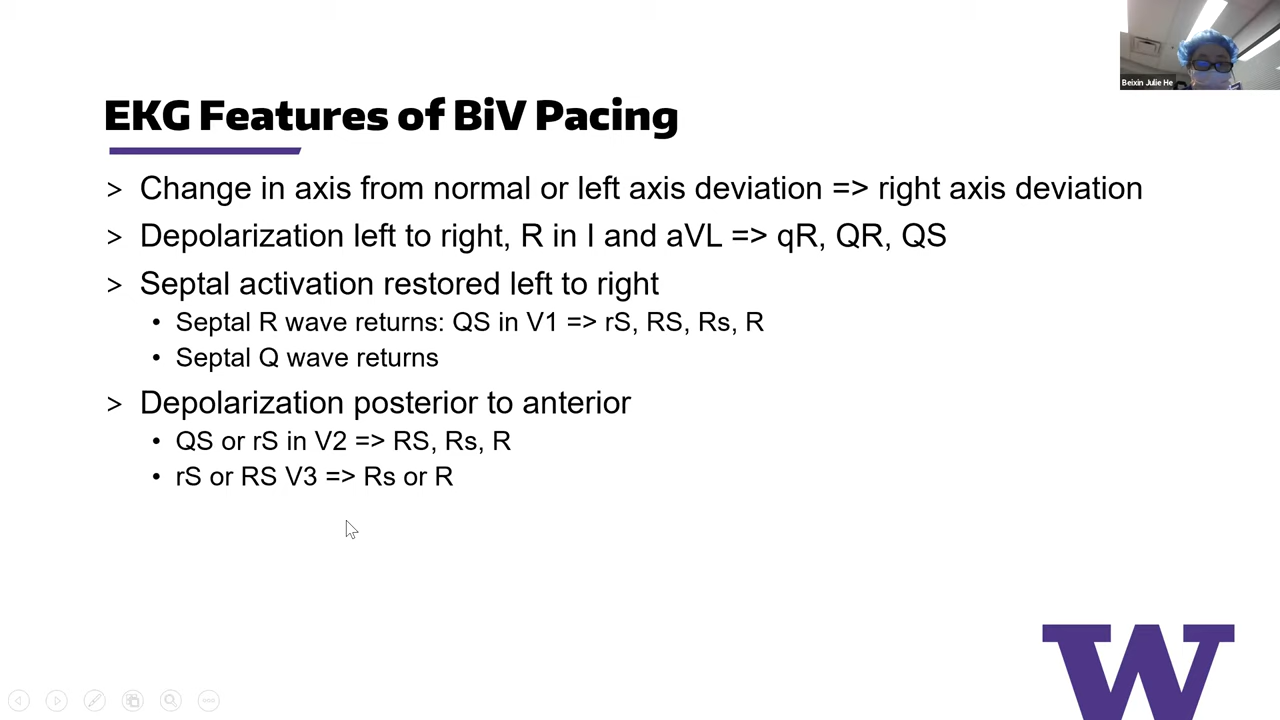 Beixin Julie He
EKG Features of BiV Pacing
> Change in axis from normal or left axis deviation => right axis deviation
> Depolarization left to right, R in I and aVL => qR, QR, QS
> Septal activation restored left to right
• Septal R wave returns: QS in V1 => rS, RS, Rs, R
• Septal Q wave returns
> Depolarization posterior to anterior
• QS or rS in V2 => RS, Rs, R
• rS or RS V3 => Rs or R
W